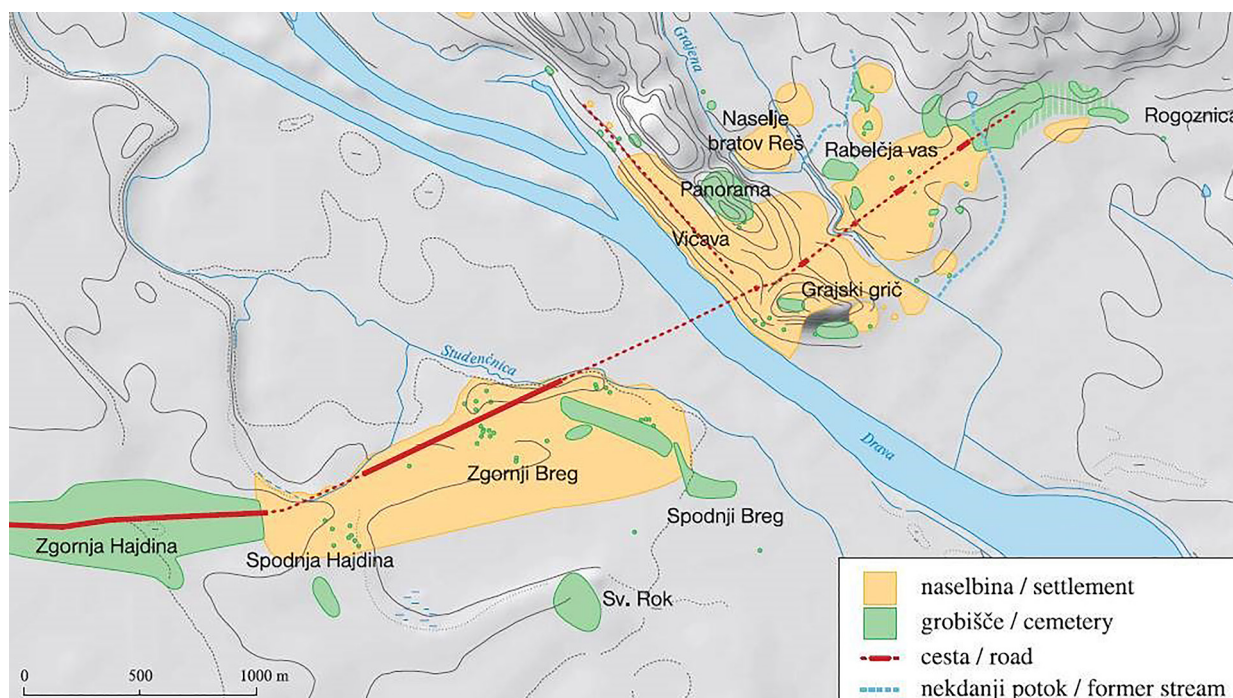 Grajena
Naselje
bratov Reš
Rabelčja vas
Rogoznica
Panorama
Vičava
Grajski grič
Studenčnica
Drava
Zgornji Breg
Spodnji Breg
Zgornja Hajdina
Spodnja Hajdina
Sv. Rok
0 500 1000 m
naselbina / settlement
grobišče / cemetery
cesta / road
nekdanji potok / former stream